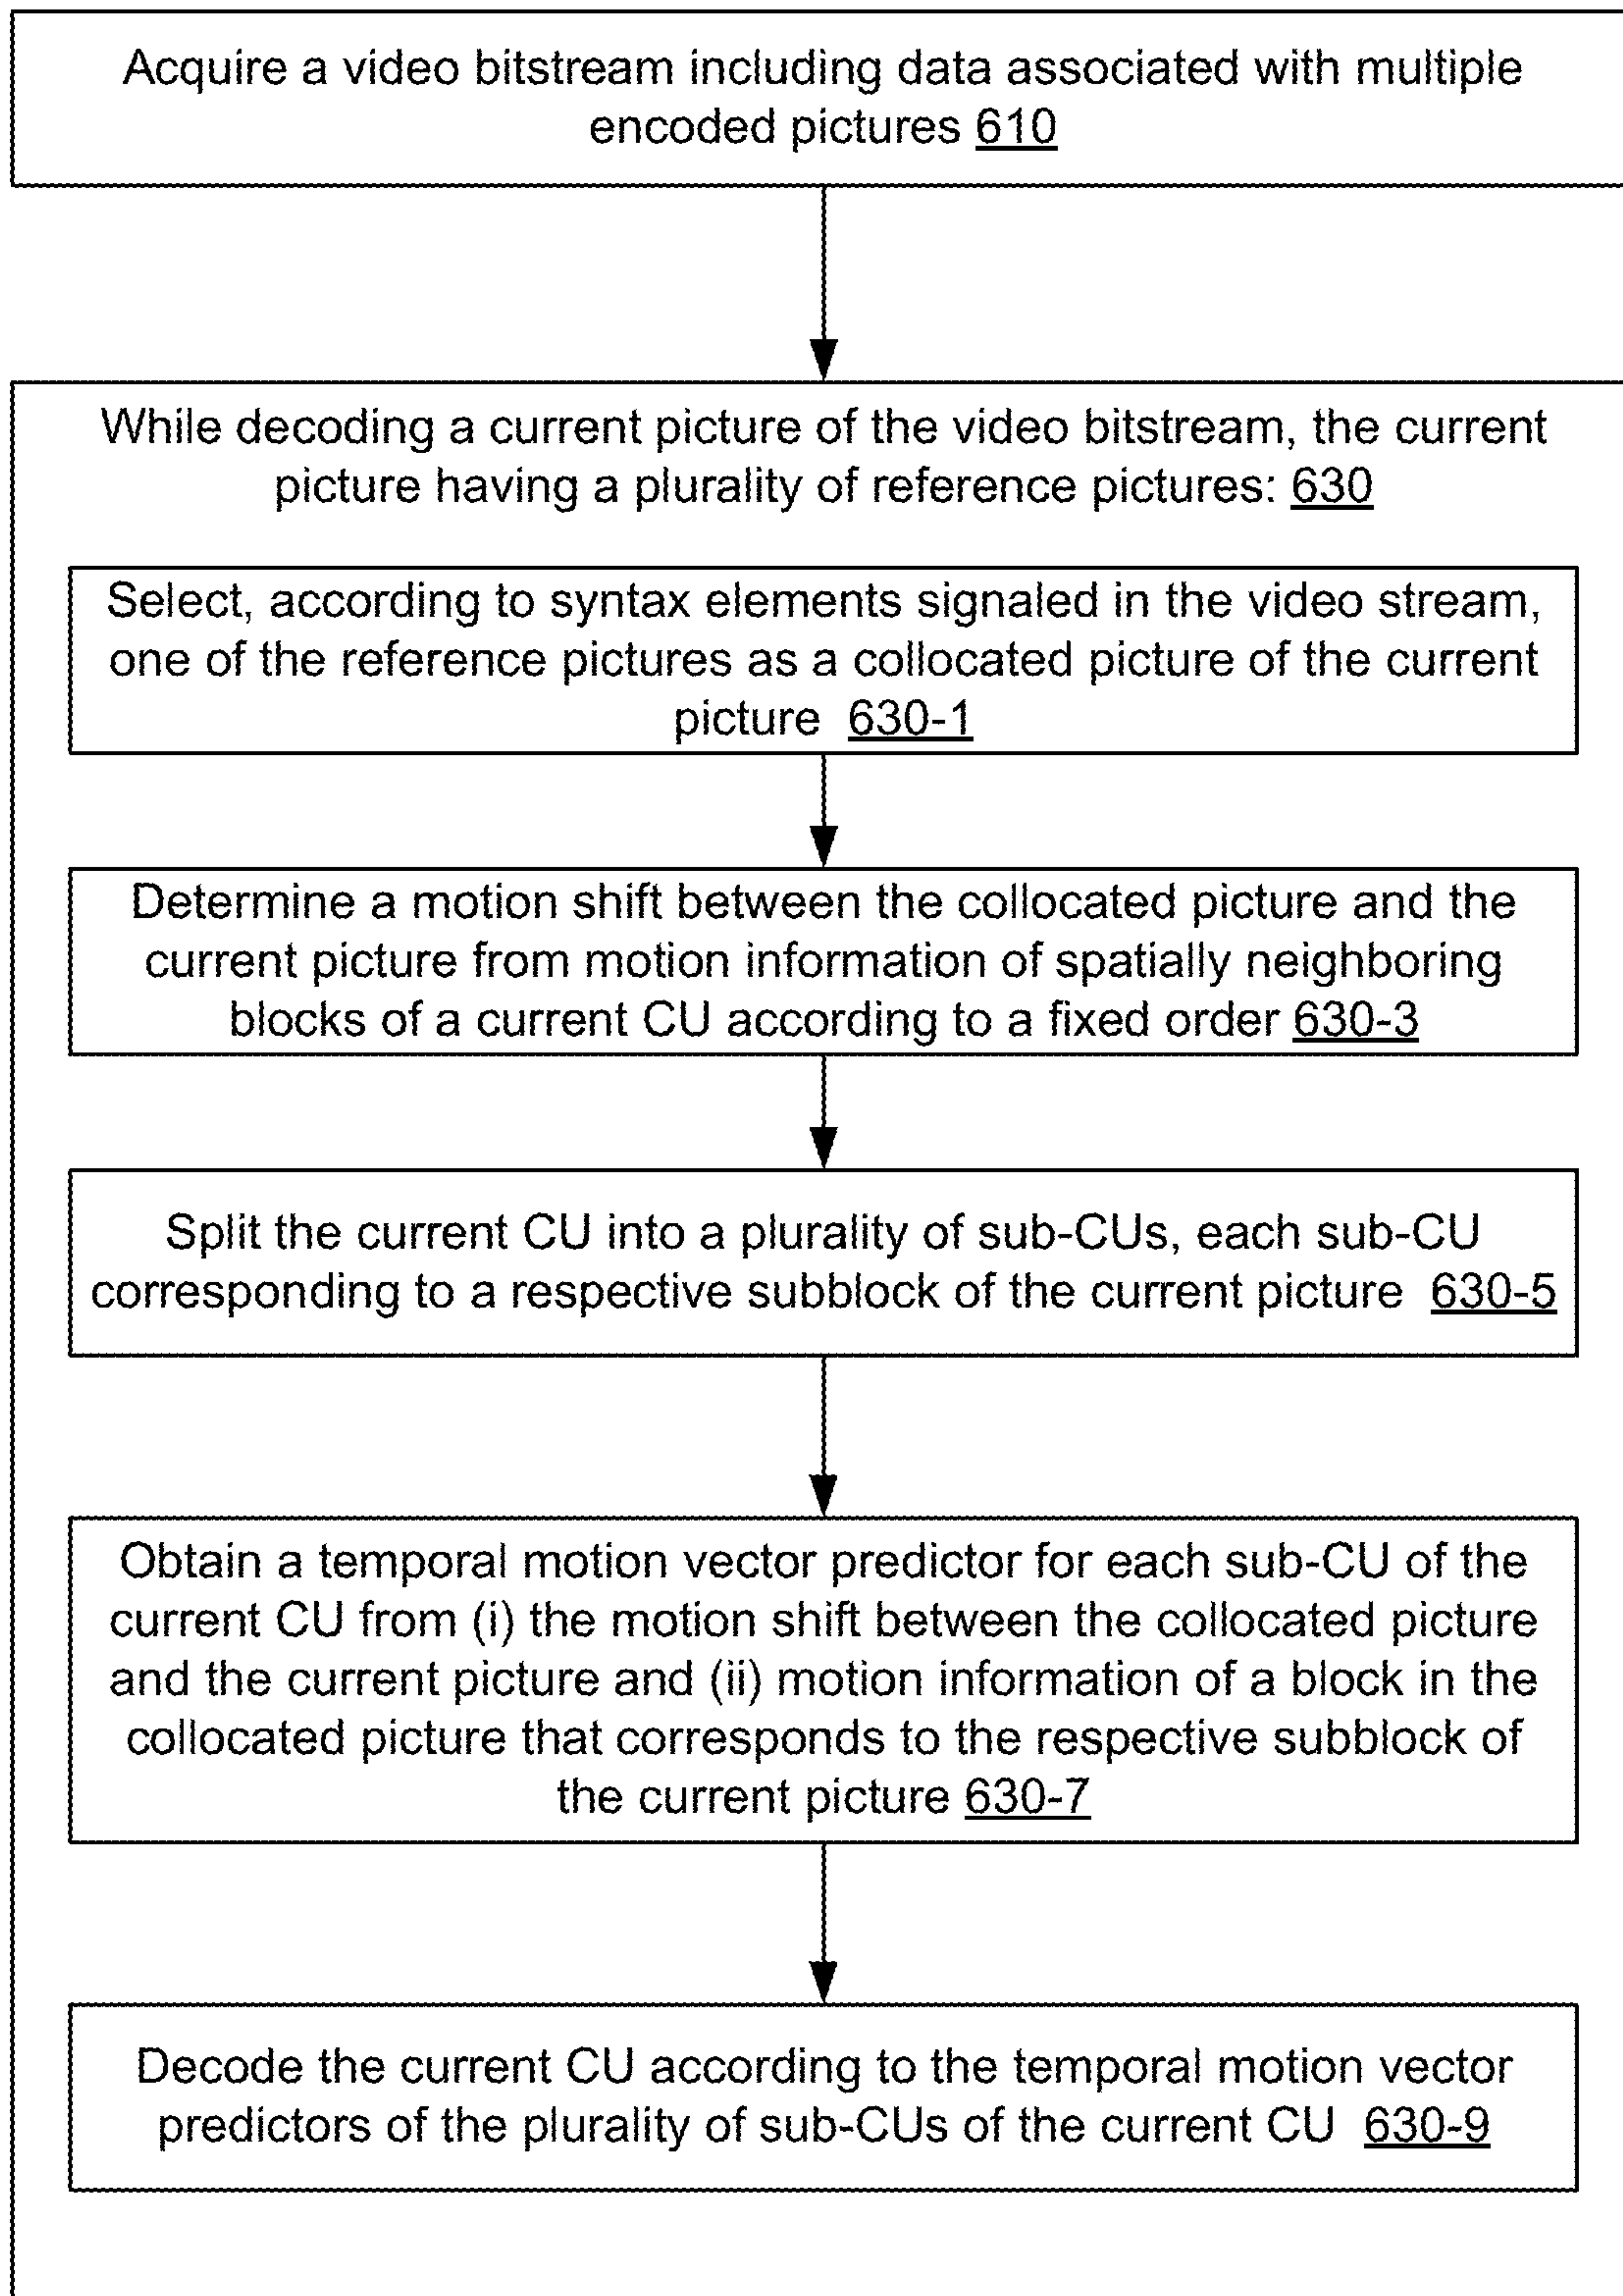 Acquire a video bitstream including data associated with multiple
encoded pictures 610
While decoding a current picture of the video bitstream, the current
picture having a plurality of reference pictures: 630
Select, according to syntax elements signaled in the video stream,
one of the reference pictures as a collocated picture of the current
picture 630-1
Determine a motion shift between the collocated picture and the
current picture from motion information of spatially neighboring
blocks of a current CU according to a fixed order 630-3
Split the current CU into a plurality of sub-CUs, each sub-CU
corresponding to a respective subblock of the current picture 630-5
Obtain a temporal motion vector predictor for each sub-CU of the
current CU from (i) the motion shift between the collocated picture
and the current picture and (ii) motion information of a block in the
collocated picture that corresponds to the respective subblock of
the current picture 630-7
Decode the current CU according to the temporal motion vector
predictors of the plurality of sub-CUs of the current CU 630-9